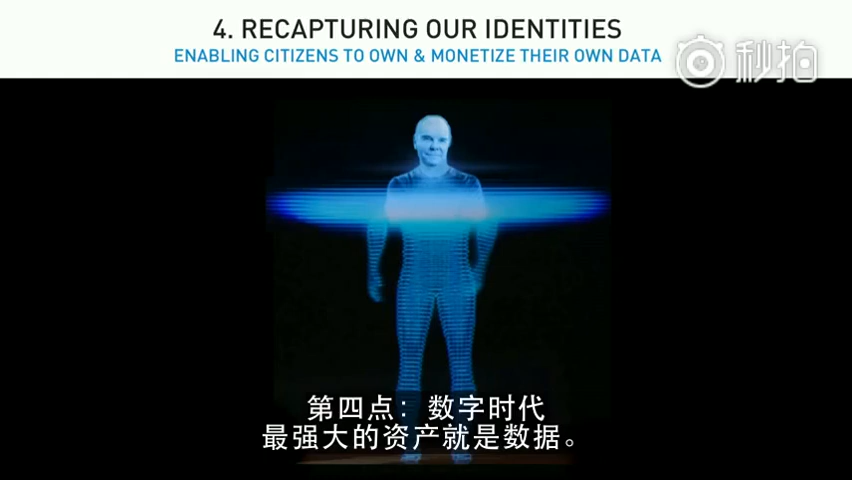 4. RECAPTURING OUR IDENTITIES
ENABLING CITIZENS TO OWN & MONETIZE THEIR OWN DATA
秒拍
第四点：数字时代
最强大的资产就是数据。